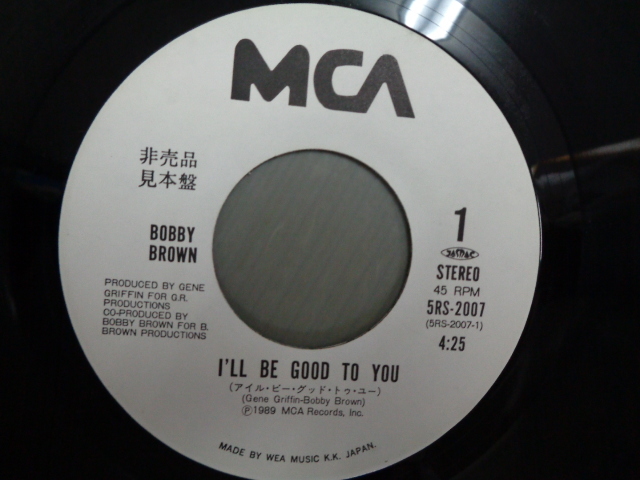 MCA
非売品
見本盤
BOBBY
BROWN
PRODUCED BY GENE
GRIFFIN FOR G.R.
PRODUCTIONS
CO-PRODUCED BY
BOBBY BROWN FOR B.
BROWN PRODUCTIONS
1
JASRAC
STEREO
45 RPM
5RS-2007
(5RS-2007-1)
4:25
I'LL BE GOOD TO YOU
(アイル・ビー・グッド・トゥ・ユー)
(Gene Griffin-Bobby Brown)
Ⓟ1989 MCA Records, Inc.
MADE BY WEA MUSIC K.K. JAPAN.